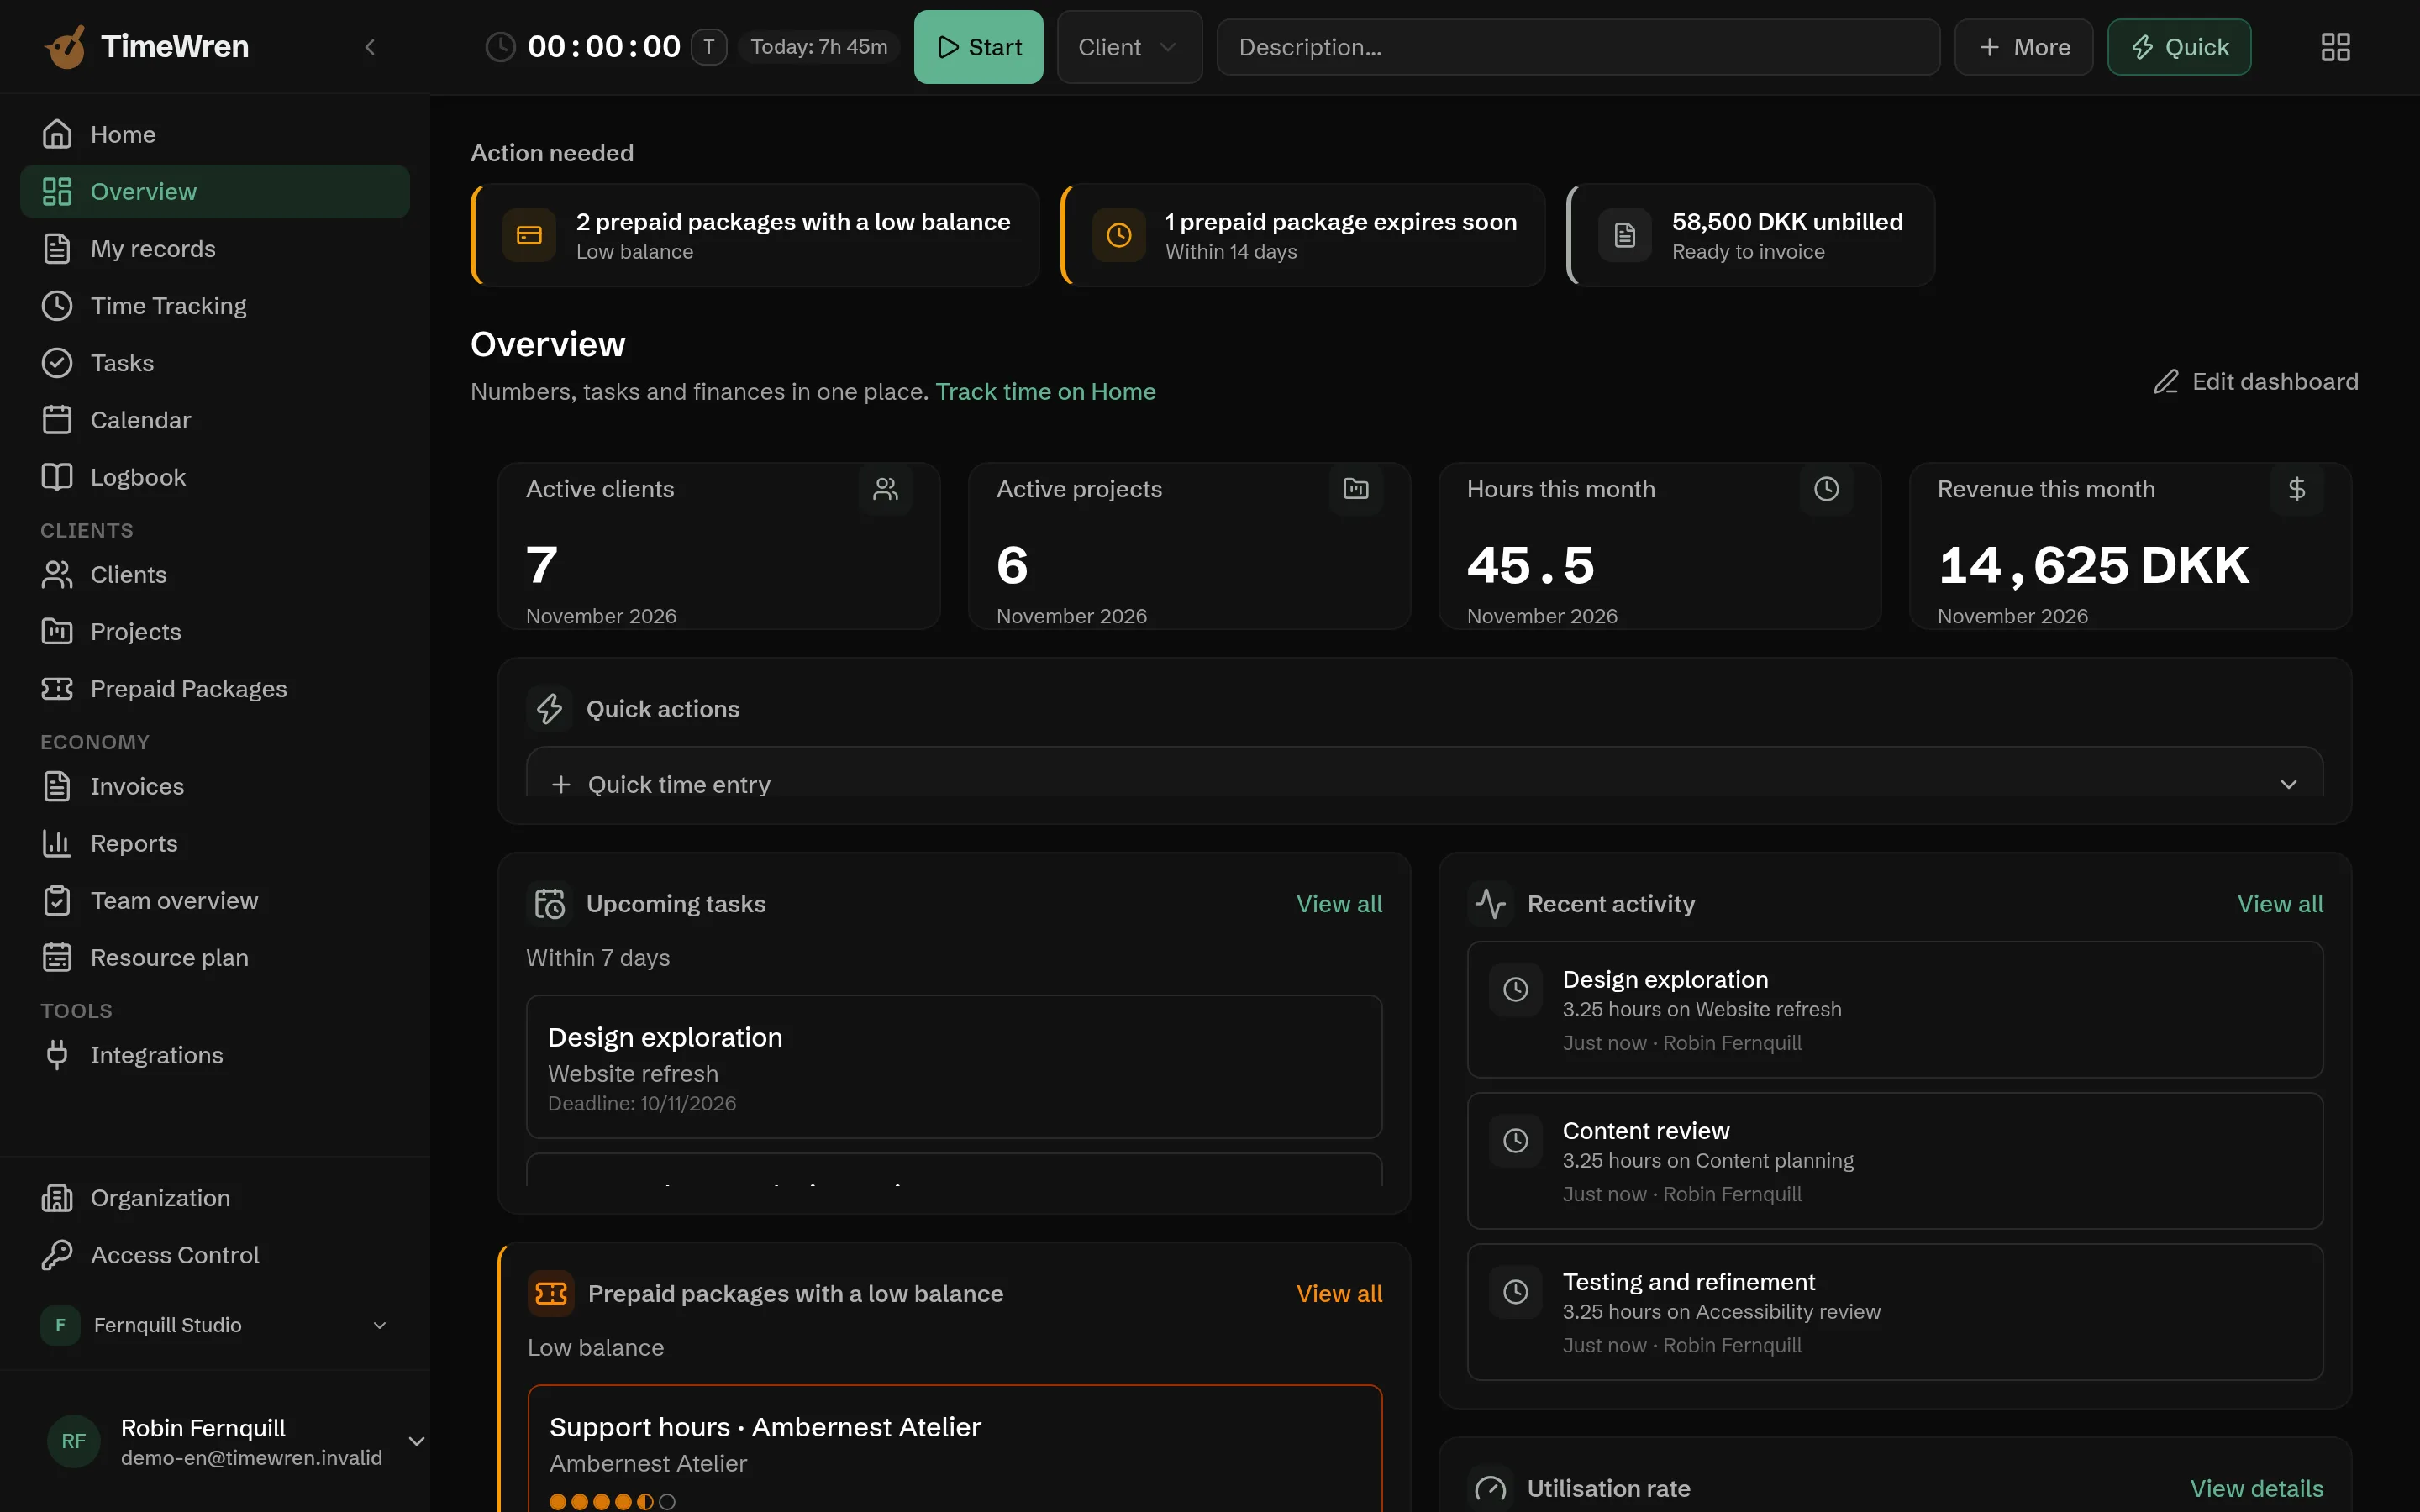 TimeWren
00:00:00 T Today: 7h 45m Start Client Description... More Quick
Home
Overview
My records
Time Tracking
Tasks
Calendar
Logbook
CLIENTS
Clients
Projects
Prepaid Packages
ECONOMY
Invoices
Reports
Team overview
Resource plan
TOOLS
Integrations
Organization
Access Control
F Fernquill Studio
RF Robin Fernquill
demo-en@timewren.invalid
Action needed
2 prepaid packages with a low balance
Low balance
1 prepaid package expires soon
Within 14 days
58,500 DKK unbilled
Ready to invoice
Overview
Numbers, tasks and finances in one place. Track time on Home
Edit dashboard
Active clients
7
November 2026
Active projects
6
November 2026
Hours this month
45.5
November 2026
Revenue this month
14,625 DKK
November 2026
Quick actions
Quick time entry
Upcoming tasks View all
Within 7 days
Design exploration
Website refresh
Deadline: 10/11/2026
Prepaid packages with a low balance View all
Low balance
Support hours · Ambernest Atelier
Ambernest Atelier
Recent activity View all
Design exploration
3.25 hours on Website refresh
Just now · Robin Fernquill
Content review
3.25 hours on Content planning
Just now · Robin Fernquill
Testing and refinement
3.25 hours on Accessibility review
Just now · Robin Fernquill
Utilisation rate View details